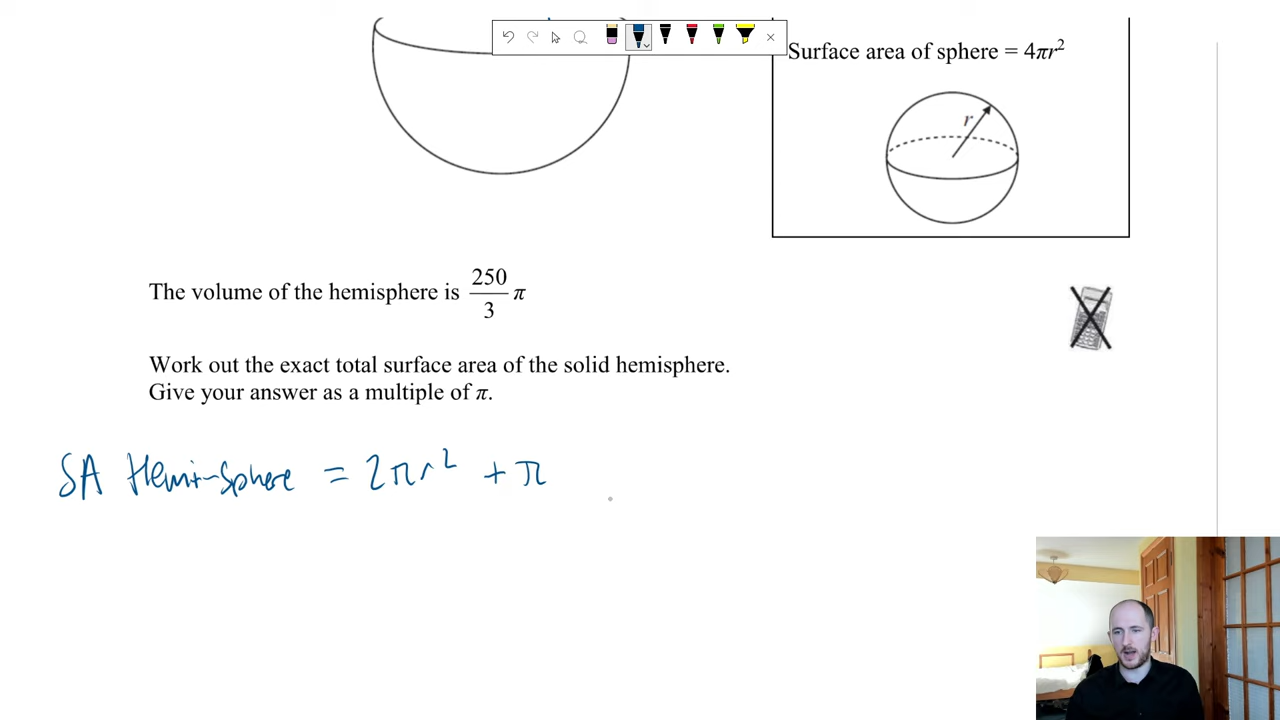 Surface area of sphere = 4πr²
r
The volume of the hemisphere is 250/3 π
Work out the exact total surface area of the solid hemisphere.
Give your answer as a multiple of π.
SA Hemi-sphere = 2πr² + π